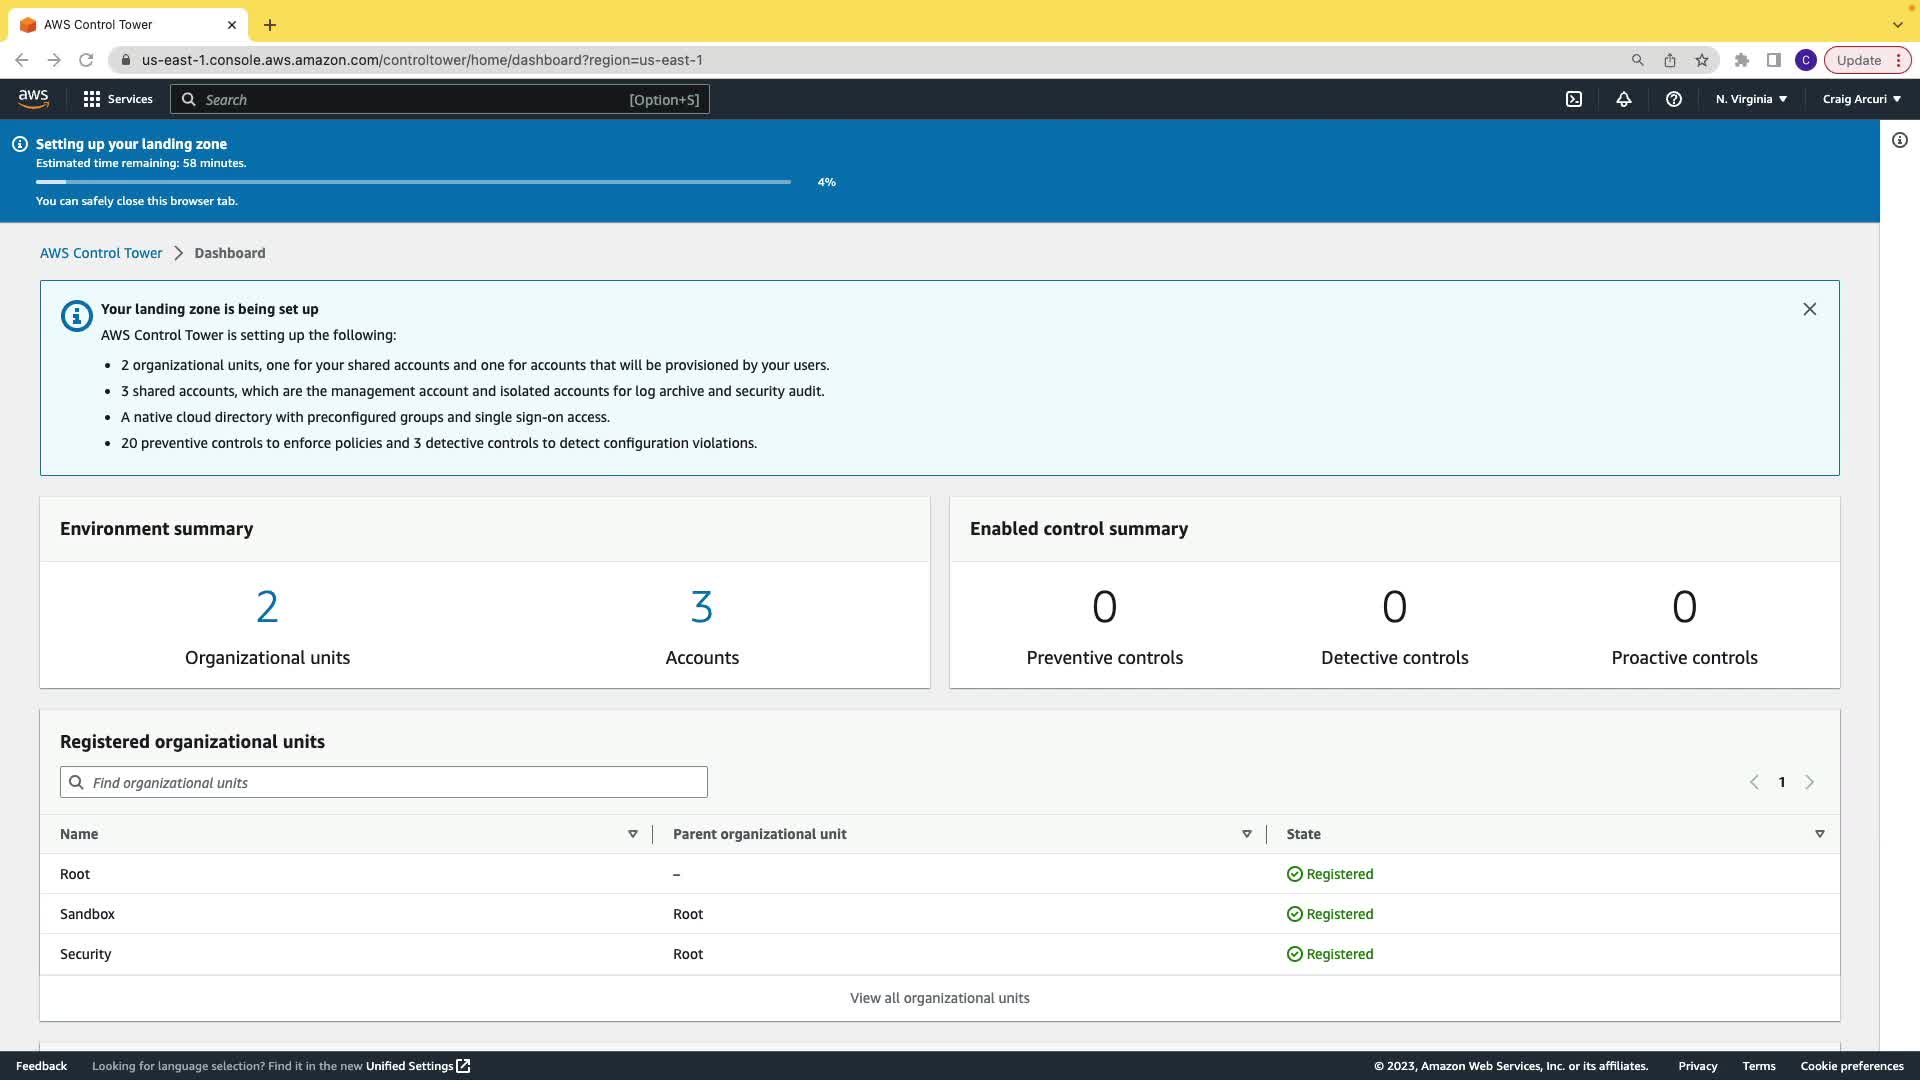 AWS Control Tower
us-east-1.console.aws.amazon.com/controltower/home/dashboard?region=us-east-1
C
Update
aws
Services
Search
[Option+S]
N. Virginia
Craig Arcuri
Setting up your landing zone
Estimated time remaining: 58 minutes.
4%
You can safely close this browser tab.
AWS Control Tower
Dashboard
Your landing zone is being set up
AWS Control Tower is setting up the following:
• 2 organizational units, one for your shared accounts and one for accounts that will be provisioned by your users.
• 3 shared accounts, which are the management account and isolated accounts for log archive and security audit.
• A native cloud directory with preconfigured groups and single sign-on access.
• 20 preventive controls to enforce policies and 3 detective controls to detect configuration violations.
Environment summary
2
Organizational units
3
Accounts
Enabled control summary
0
Preventive controls
0
Detective controls
0
Proactive controls
Registered organizational units
Find organizational units
1
Name Parent organizational unit State
Root – Registered
Sandbox Root Registered
Security Root Registered
View all organizational units
Feedback
Looking for language selection? Find it in the new Unified Settings
© 2023, Amazon Web Services, Inc. or its affiliates.
Privacy
Terms
Cookie preferences